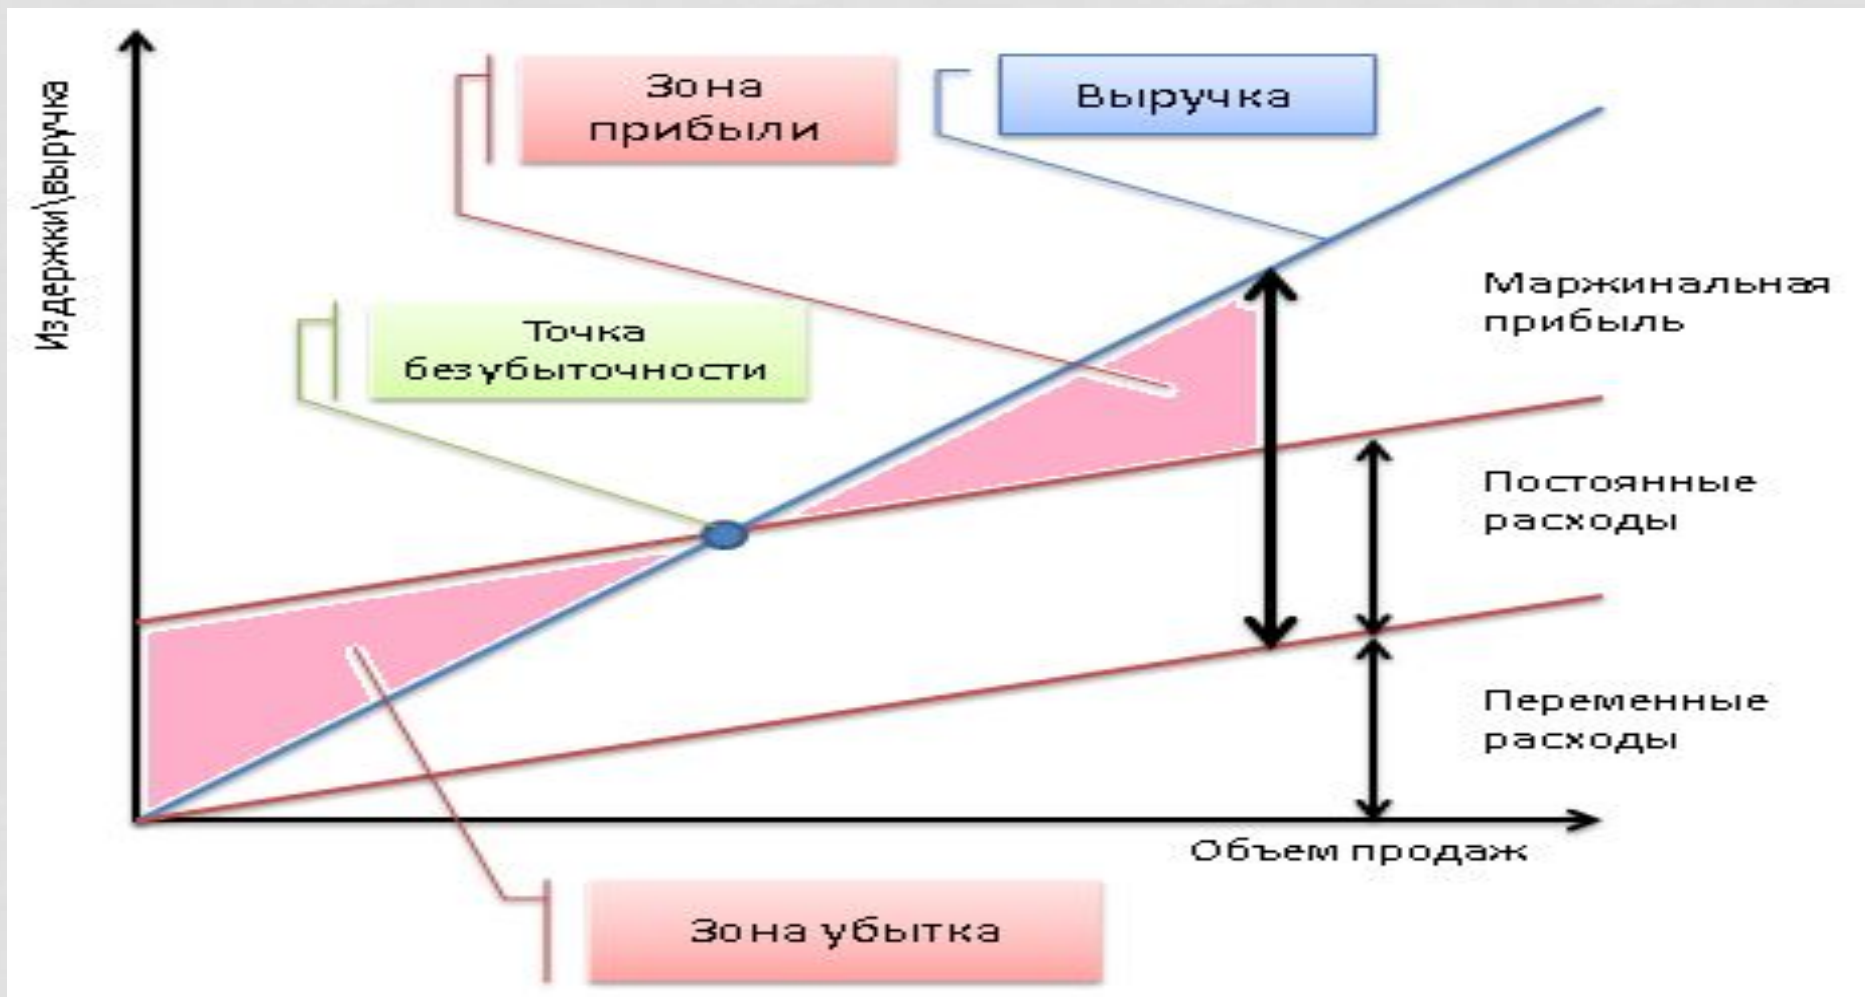 Издержки\выручка
Зона
прибыли
Выручка
Точка
безубыточности
Маржинальная
прибыль
Постоянные
расходы
Переменные
расходы
Объем продаж
Зона убытка